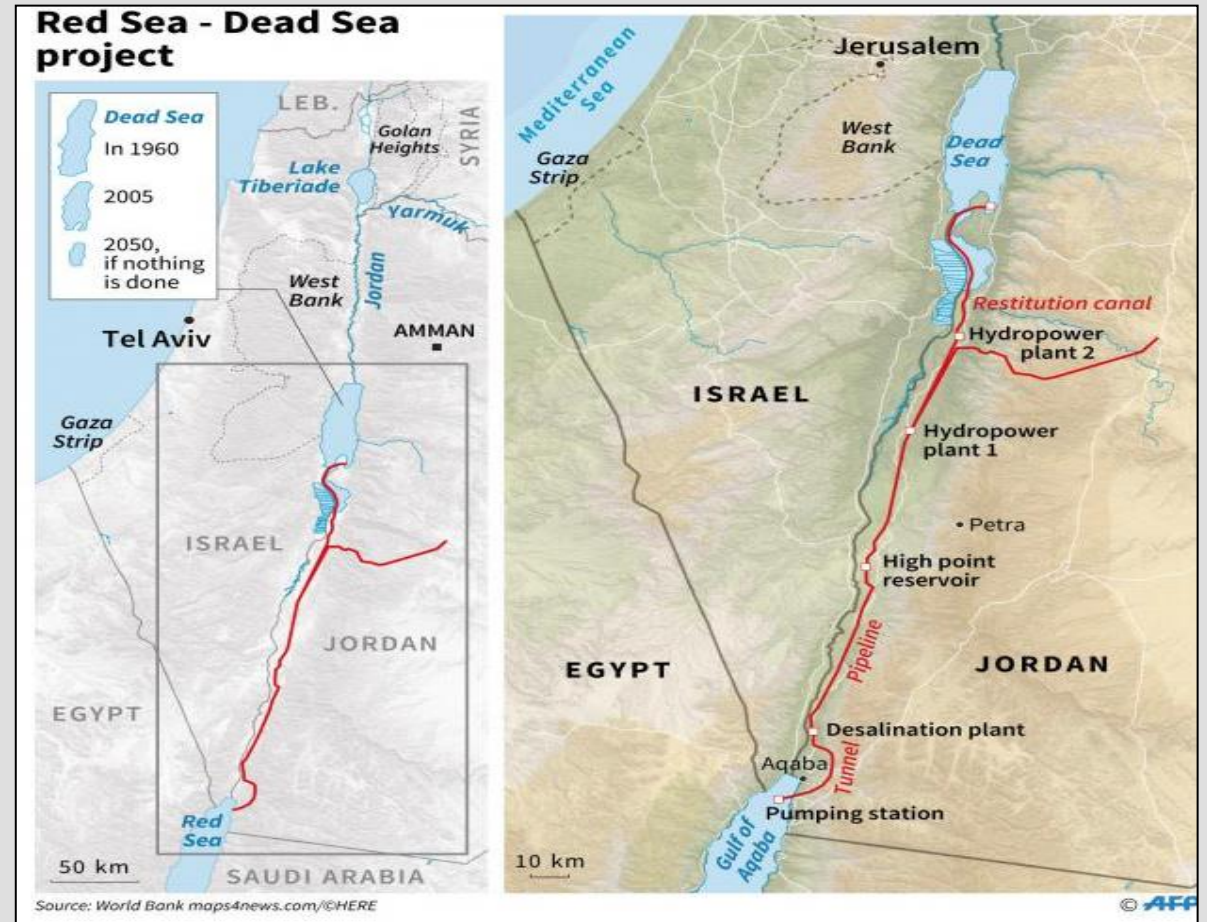 Red Sea - Dead Sea
project
Dead Sea
In 1960
2005
2050,
if nothing
is done
LEB.
Golan
Heights
SYRIA
Lake
Tiberiade
Yarmuk
Jordan
West
Bank
Tel Aviv
AMMAN
Gaza
Strip
ISRAEL
JORDAN
EGYPT
Red
Sea
50 km
SAUDI ARABIA
Source: World Bank maps4news.com/©HERE
Mediterranean
Sea
Jerusalem
West
Bank
Dead
Sea
Gaza
Strip
Restitution canal
Hydropower
plant 2
ISRAEL
Hydropower
plant 1
Petra
High point
reservoir
Pipeline
EGYPT
JORDAN
Desalination plant
Aqaba
Tunnel
Pumping station
Gulf of
Aqaba
10 km
© AFP